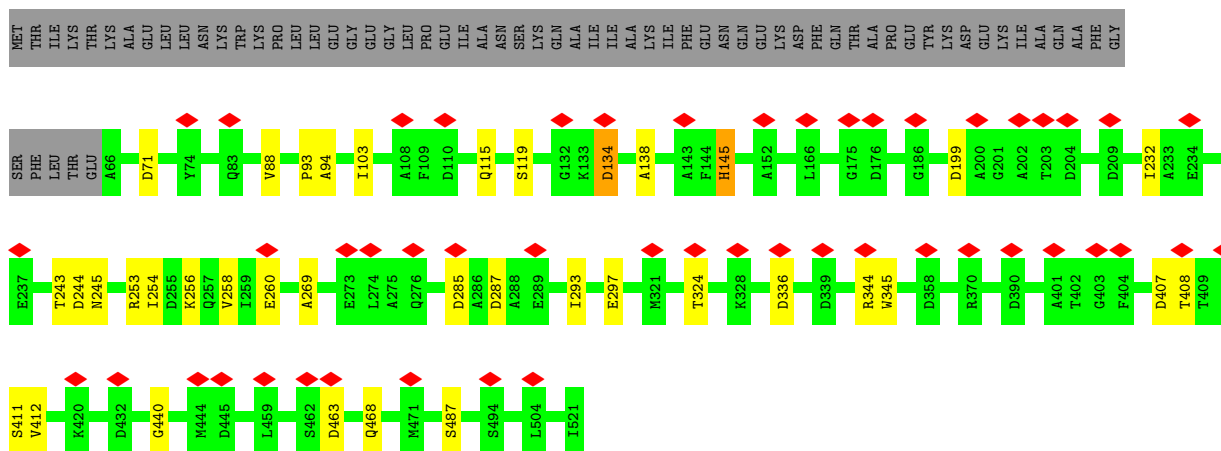 MET THR ILE LYS THR LYS ALA GLU LEU LEU ASN LYS TRP LYS PRO LEU LEU GLU GLY GLU GLY LEU PRO GLU ILE ALA ASN SER LYS GLN ALA ILE ILE ALA LYS ILE PHE GLU ASN GLN GLU LYS ASP PHE GLN THR ALA PRO GLU TYR LYS ASP GLU LYS ILE ALA GLN ALA PHE GLY
SER PHE LEU THR GLU A66 D71 Y74 Q83 V88 P93 A94 I103 A108 F109 D110 Q115 S119 G132 K133 D134 A138 A143 F144 H145 A152 L166 G175 D176 G186 D199 A200 G201 A202 T203 D204 D209 I232 A233 E234
E237 T243 D244 N245 R253 I254 D255 K256 Q257 V258 I259 E260 A269 E273 L274 A275 Q276 D285 A286 D287 A288 E289 I293 E297 M321 T324 K328 D336 D339 R344 W345 D358 R370 D390 A401 T402 G403 F404 D407 T408 T409
S411 V412 K420 D432 G440 M444 D445 L459 S462 D463 Q468 M471 S487 S494 L504 I521